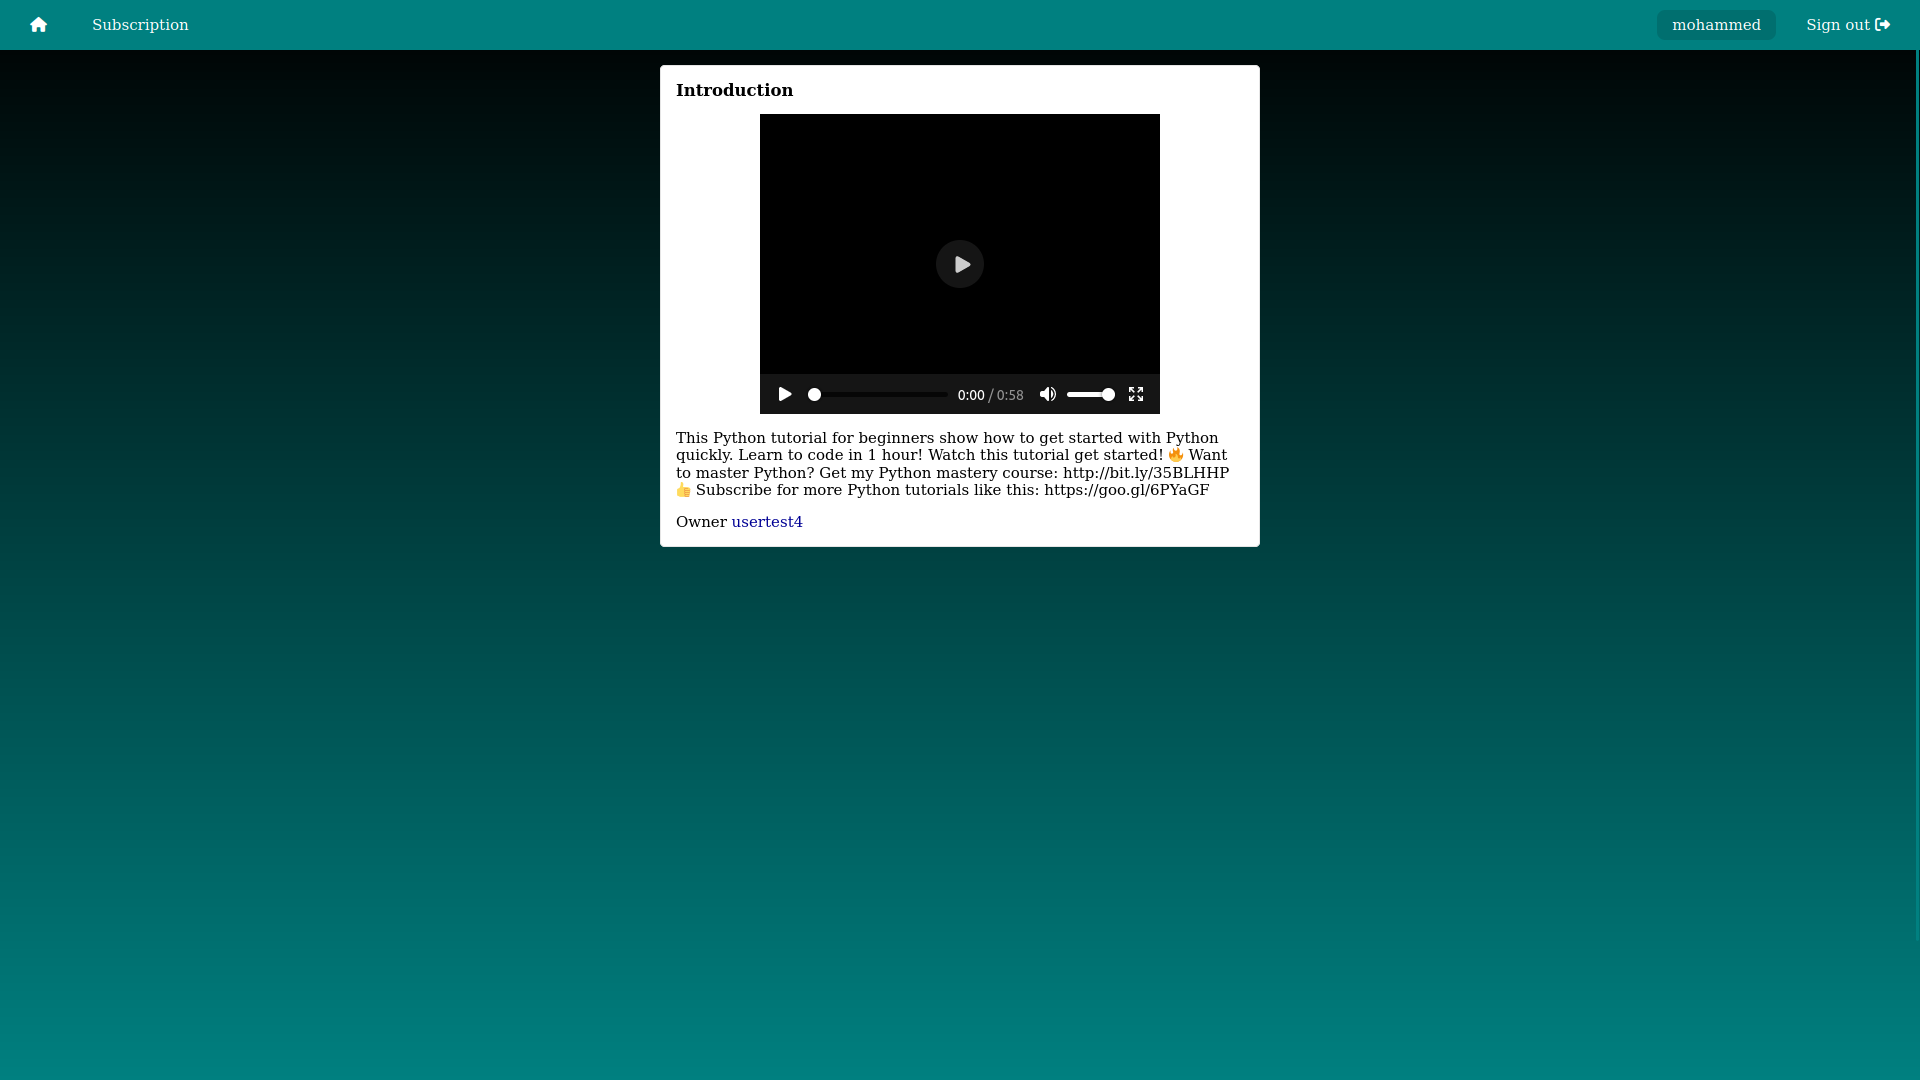 Subscription
mohammed
Sign out
Introduction
0:00 / 0:58
This Python tutorial for beginners show how to get started with Python
quickly. Learn to code in 1 hour! Watch this tutorial get started! 🔥 Want
to master Python? Get my Python mastery course: http://bit.ly/35BLHHP
👍 Subscribe for more Python tutorials like this: https://goo.gl/6PYaGF
Owner usertest4